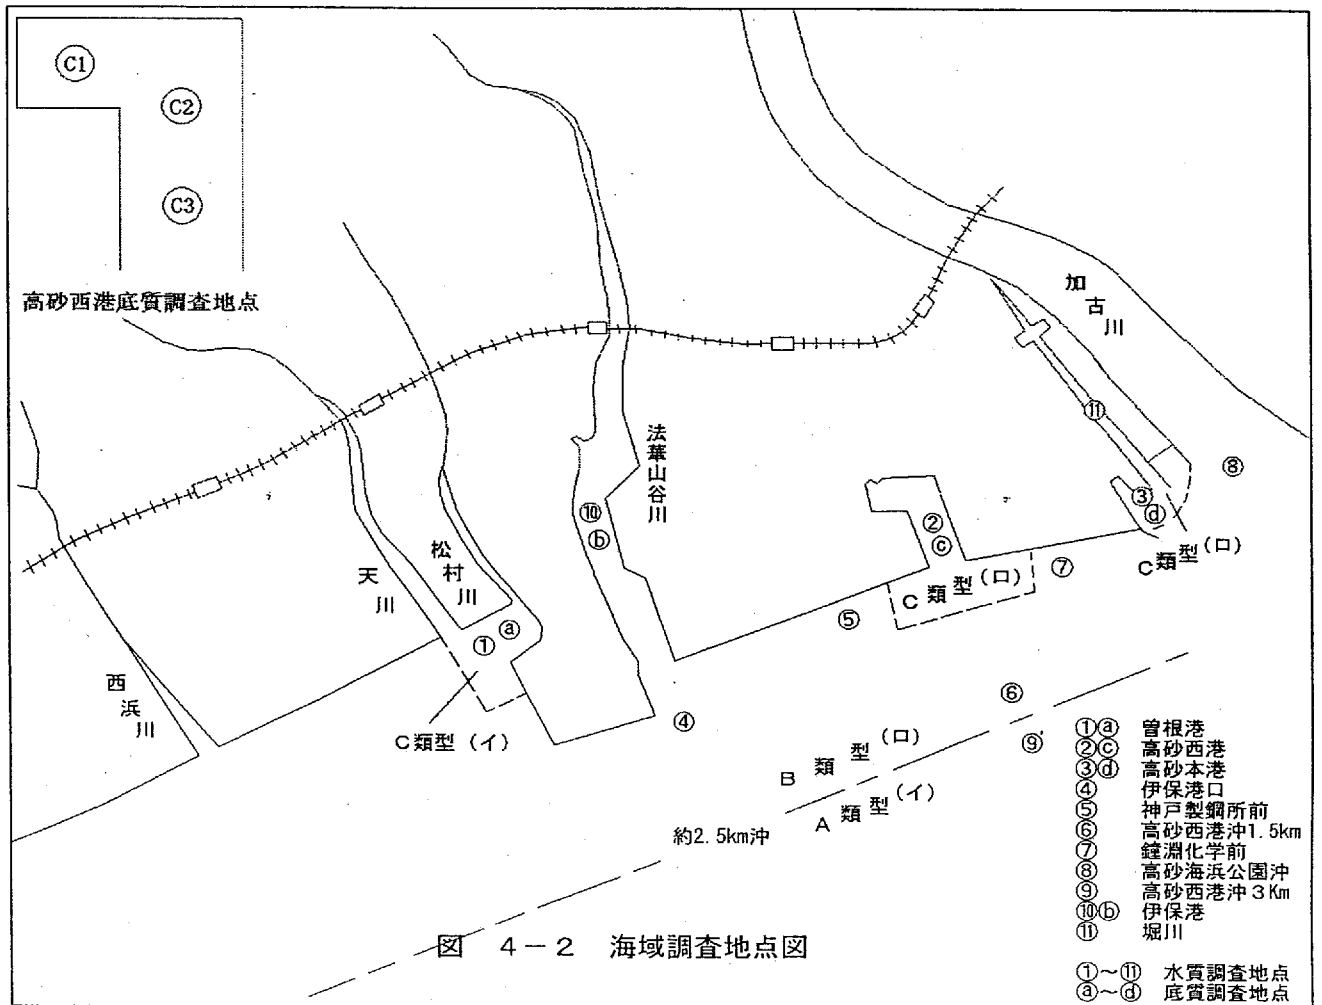 C1
C2
C3
高砂西港底質調査地点
加古川
法華山谷川
松村川
天川
西浜川
⑪
⑧
③
ⓓ
C類型(ロ)
②
ⓒ
C類型(ロ)
⑦
⑤
⑩
ⓑ
ⓐ
①
C類型(イ)
④
⑥
⑨
B類型(ロ)
A類型(イ)
約2.5km沖
①ⓐ 曽根港
②ⓒ 高砂西港
③ⓓ 高砂本港
④ 伊保港口
⑤ 神戸製鋼所前
⑥ 高砂西港沖1.5km
⑦ 鐘淵化学前
⑧ 高砂海浜公園沖
⑨ 高砂西港沖3Km
⑩ⓑ 伊保港
⑪ 堀川
①~⑪ 水質調査地点
ⓐ~ⓓ 底質調査地点
図 4-2 海域調査地点図